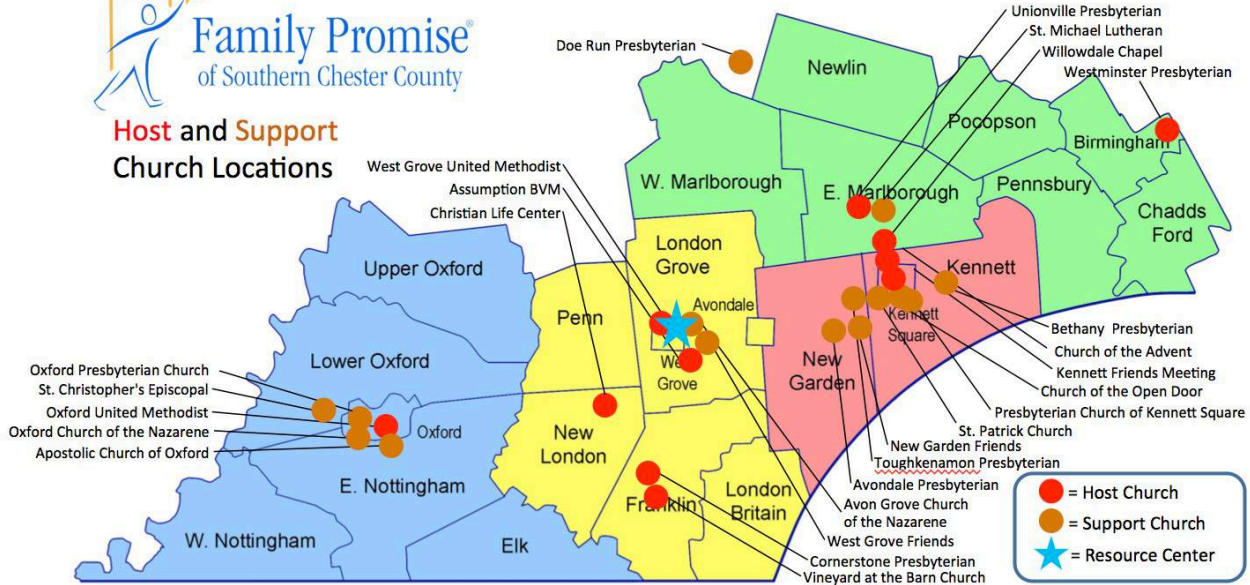 Family Promise®
of Southern Chester County
Host and Support
Church Locations
Doe Run Presbyterian
Unionville Presbyterian
St. Michael Lutheran
Willowdale Chapel
Westminster Presbyterian
West Grove United Methodist
Assumption BVM
Christian Life Center
Newlin
Pocopson
Birmingham
W. Marlborough
E. Marlborough
Pennsbury
Chadds
Ford
London
Grove
Kennett
Upper Oxford
Avondale
Penn
Kennett
Square
Lower Oxford
West
Grove
New
Garden
Bethany Presbyterian
Church of the Advent
Kennett Friends Meeting
Church of the Open Door
Presbyterian Church of Kennett Square
St. Patrick Church
New Garden Friends
Toughkenamon Presbyterian
Avondale Presbyterian
Avon Grove Church
of the Nazarene
West Grove Friends
Cornerstone Presbyterian
Vineyard at the Barn Church
Oxford Presbyterian Church
St. Christopher's Episcopal
Oxford United Methodist
Oxford Church of the Nazarene
Apostolic Church of Oxford
Oxford
New
London
E. Nottingham
Franklin
London
Britain
W. Nottingham
Elk
= Host Church
= Support Church
= Resource Center